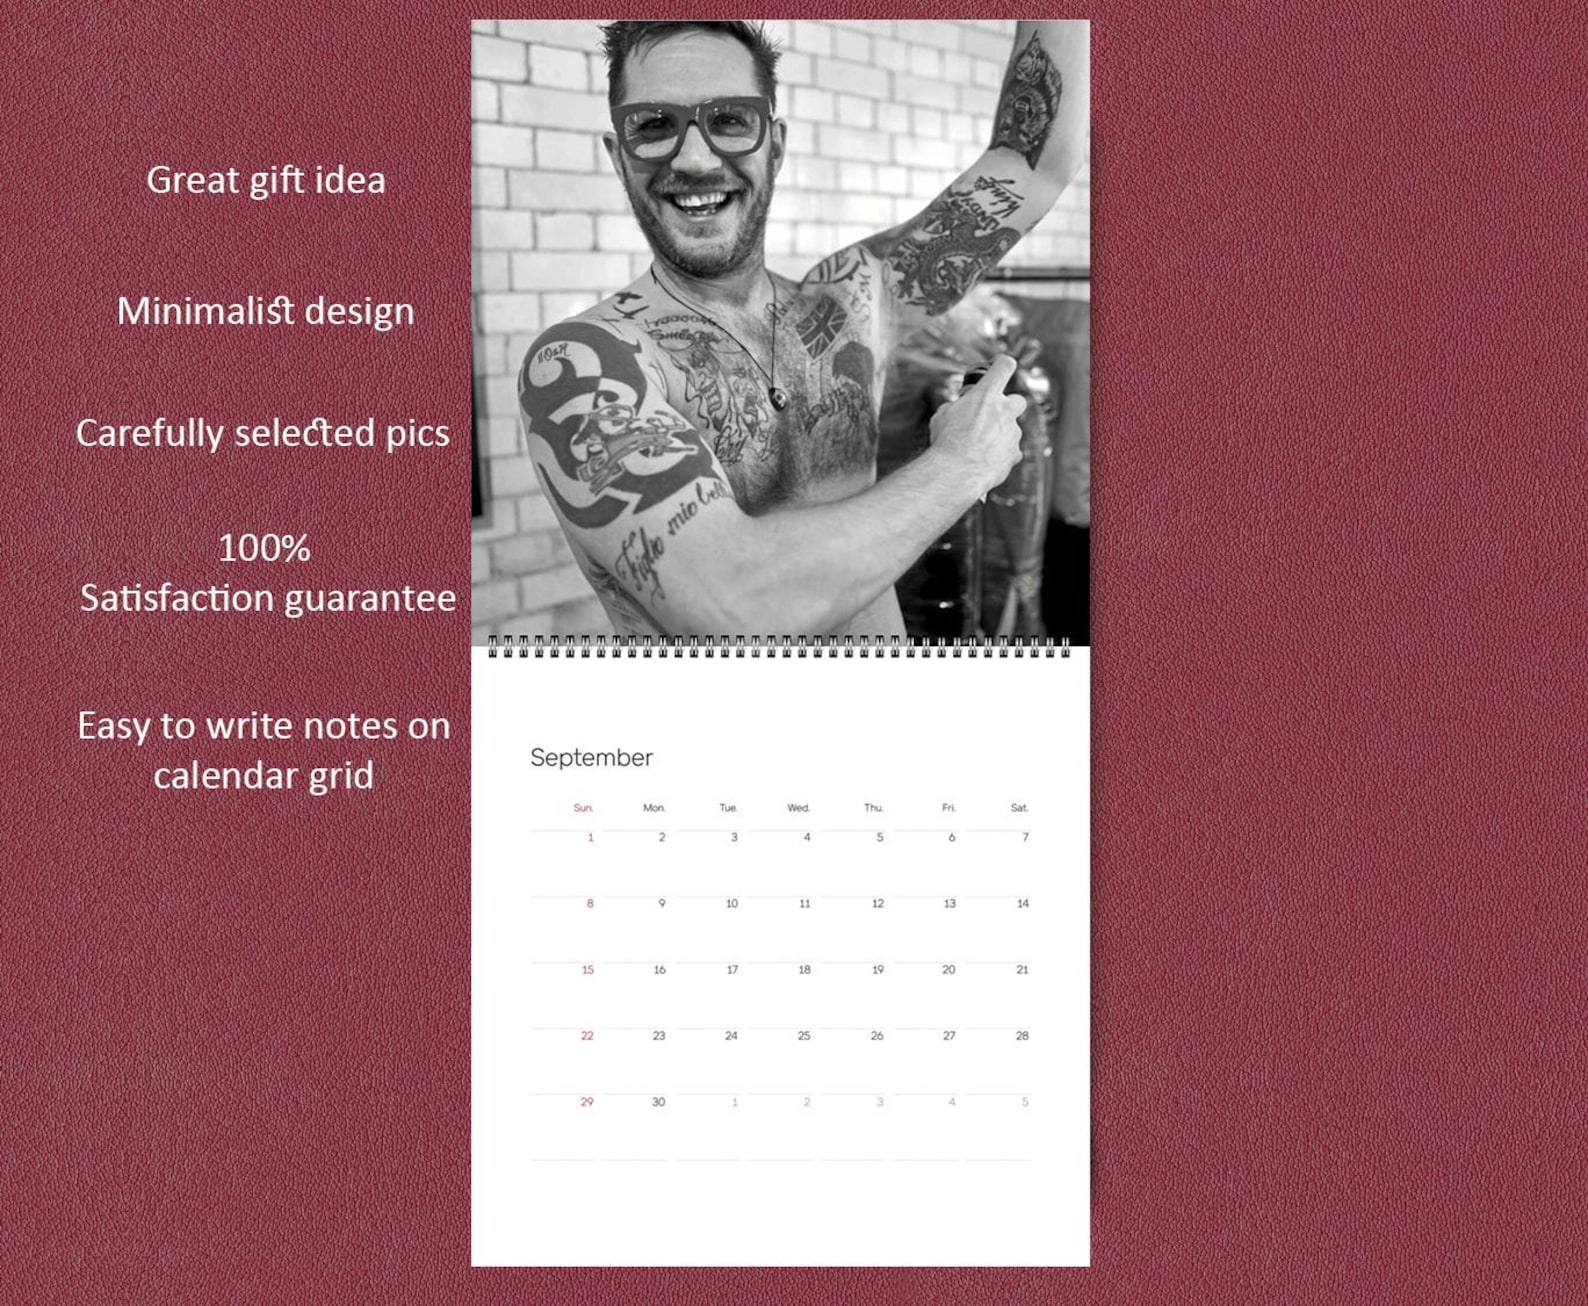 Great gift idea
Minimalist design
Carefully selected pics
100%
Satisfaction guarantee
Easy to write notes on
calendar grid
Figlio mio bello
September
Sun. Mon. Tue. Wed. Thu. Fri. Sat.
1 2 3 4 5 6 7
8 9 10 11 12 13 14
15 16 17 18 19 20 21
22 23 24 25 26 27 28
29 30 1 2 3 4 5